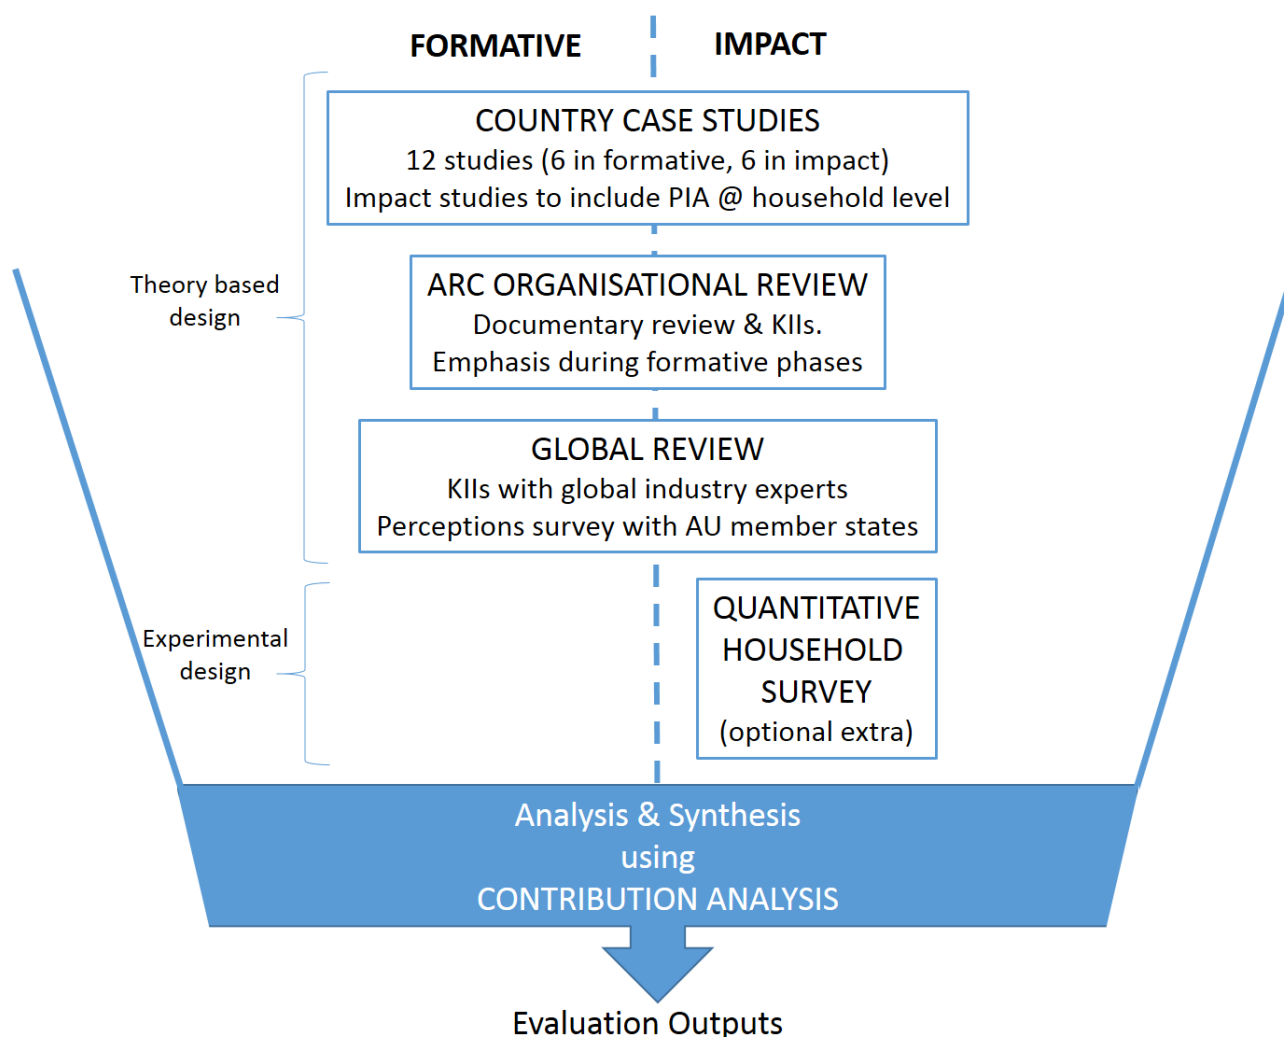 FORMATIVE
IMPACT
COUNTRY CASE STUDIES
12 studies (6 in formative, 6 in impact)
Impact studies to include PIA @ household level
Theory based
design
ARC ORGANISATIONAL REVIEW
Documentary review & KIIs.
Emphasis during formative phases
GLOBAL REVIEW
KIIs with global industry experts
Perceptions survey with AU member states
Experimental
design
QUANTITATIVE
HOUSEHOLD
SURVEY
(optional extra)
Analysis & Synthesis
using
CONTRIBUTION ANALYSIS
Evaluation Outputs